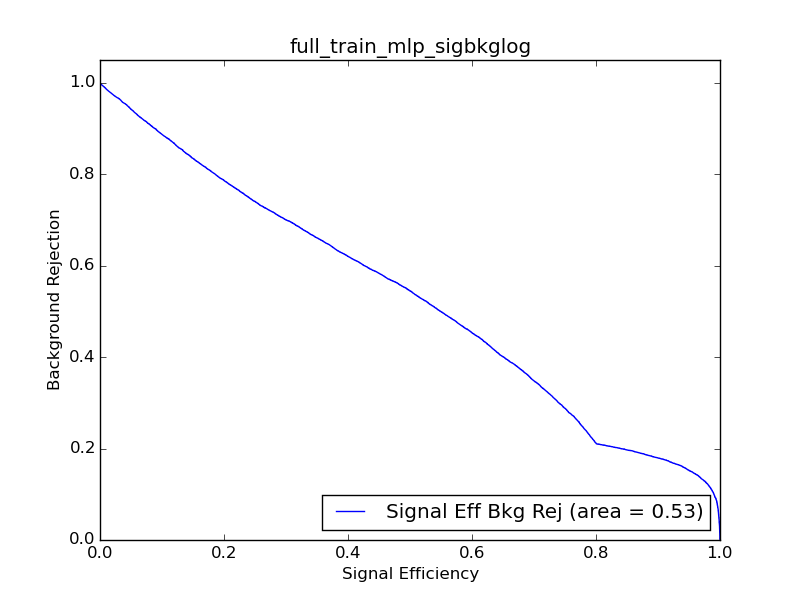 full_train_mlp_sigbkglog
1.0
0.8
0.6
0.4
0.2
0.0
Background Rejection
Signal Eff Bkg Rej (area = 0.53)
0.0 0.2 0.4 0.6 0.8 1.0
Signal Efficiency